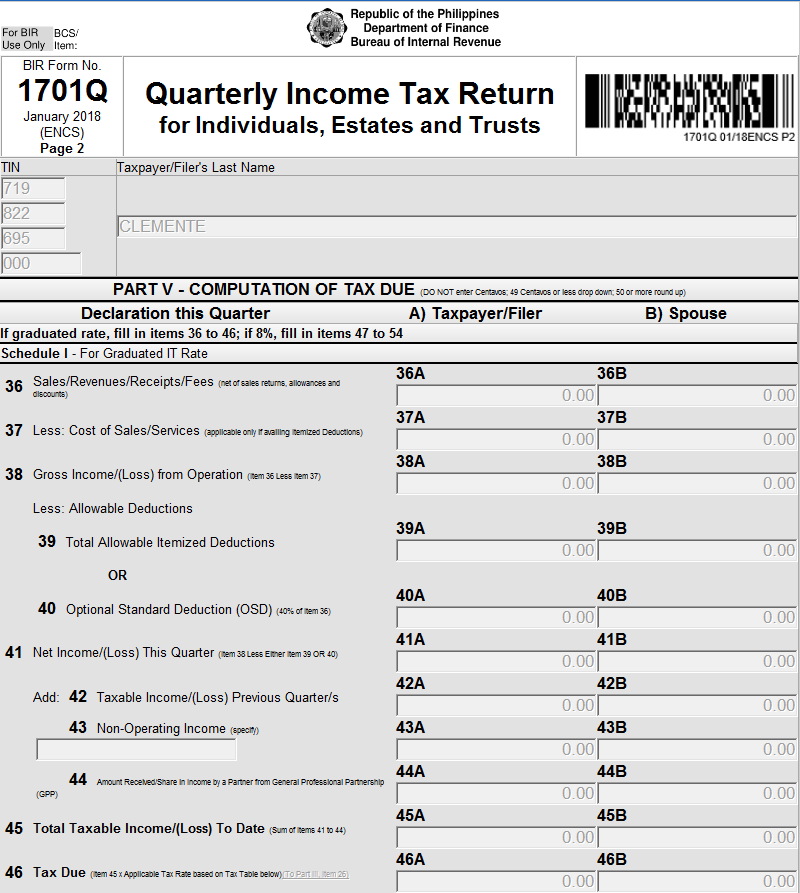 Republic of the Philippines
Department of Finance
Bureau of Internal Revenue
For BIR BCS/
Use Only Item:
BIR Form No.
1701Q
January 2018
(ENCS)
Page 2
Quarterly Income Tax Return
for Individuals, Estates and Trusts
1701Q 01/18ENCS P2
TIN Taxpayer/Filer's Last Name
719
822
695
000
CLEMENTE
PART V - COMPUTATION OF TAX DUE (DO NOT enter Centavos; 49 Centavos or less drop down; 50 or more round up)
Declaration this Quarter A) Taxpayer/Filer B) Spouse
If graduated rate, fill in items 36 to 46; if 8%, fill in items 47 to 54
Schedule I - For Graduated IT Rate
36 Sales/Revenues/Receipts/Fees (net of sales returns, allowances and
discounts)
36A 36B
0.00 0.00
37 Less: Cost of Sales/Services (applicable only if availing Itemized Deductions)
37A 37B
0.00 0.00
38 Gross Income/(Loss) from Operation (Item 36 Less Item 37)
38A 38B
0.00 0.00
Less: Allowable Deductions
39 Total Allowable Itemized Deductions
39A 39B
0.00 0.00
OR
40 Optional Standard Deduction (OSD) (40% of Item 36)
40A 40B
0.00 0.00
41 Net Income/(Loss) This Quarter (Item 38 Less Either Item 39 OR 40)
41A 41B
0.00 0.00
Add: 42 Taxable Income/(Loss) Previous Quarter/s
42A 42B
0.00 0.00
43 Non-Operating Income (specify)
43A 43B
0.00 0.00
44 Amount Received/Share in Income by a Partner from General Professional Partnership
(GPP)
44A 44B
0.00 0.00
45 Total Taxable Income/(Loss) To Date (Sum of Items 41 to 44)
45A 45B
0.00 0.00
46 Tax Due (Item 45 x Applicable Tax Rate based on Tax Table below) (To Part III, Item 26)
46A 46B
0.00 0.00